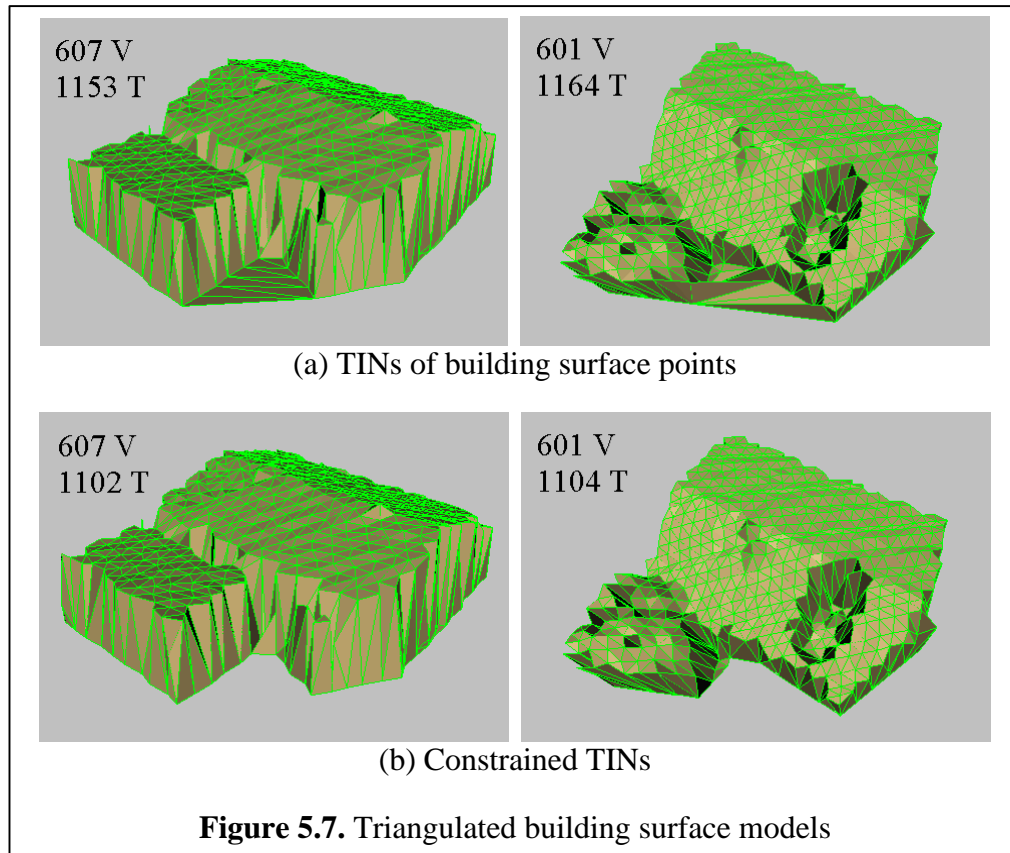 607 V
1153 T
601 V
1164 T
(a) TINs of building surface points
607 V
1102 T
601 V
1104 T
(b) Constrained TINs
Figure 5.7. Triangulated building surface models